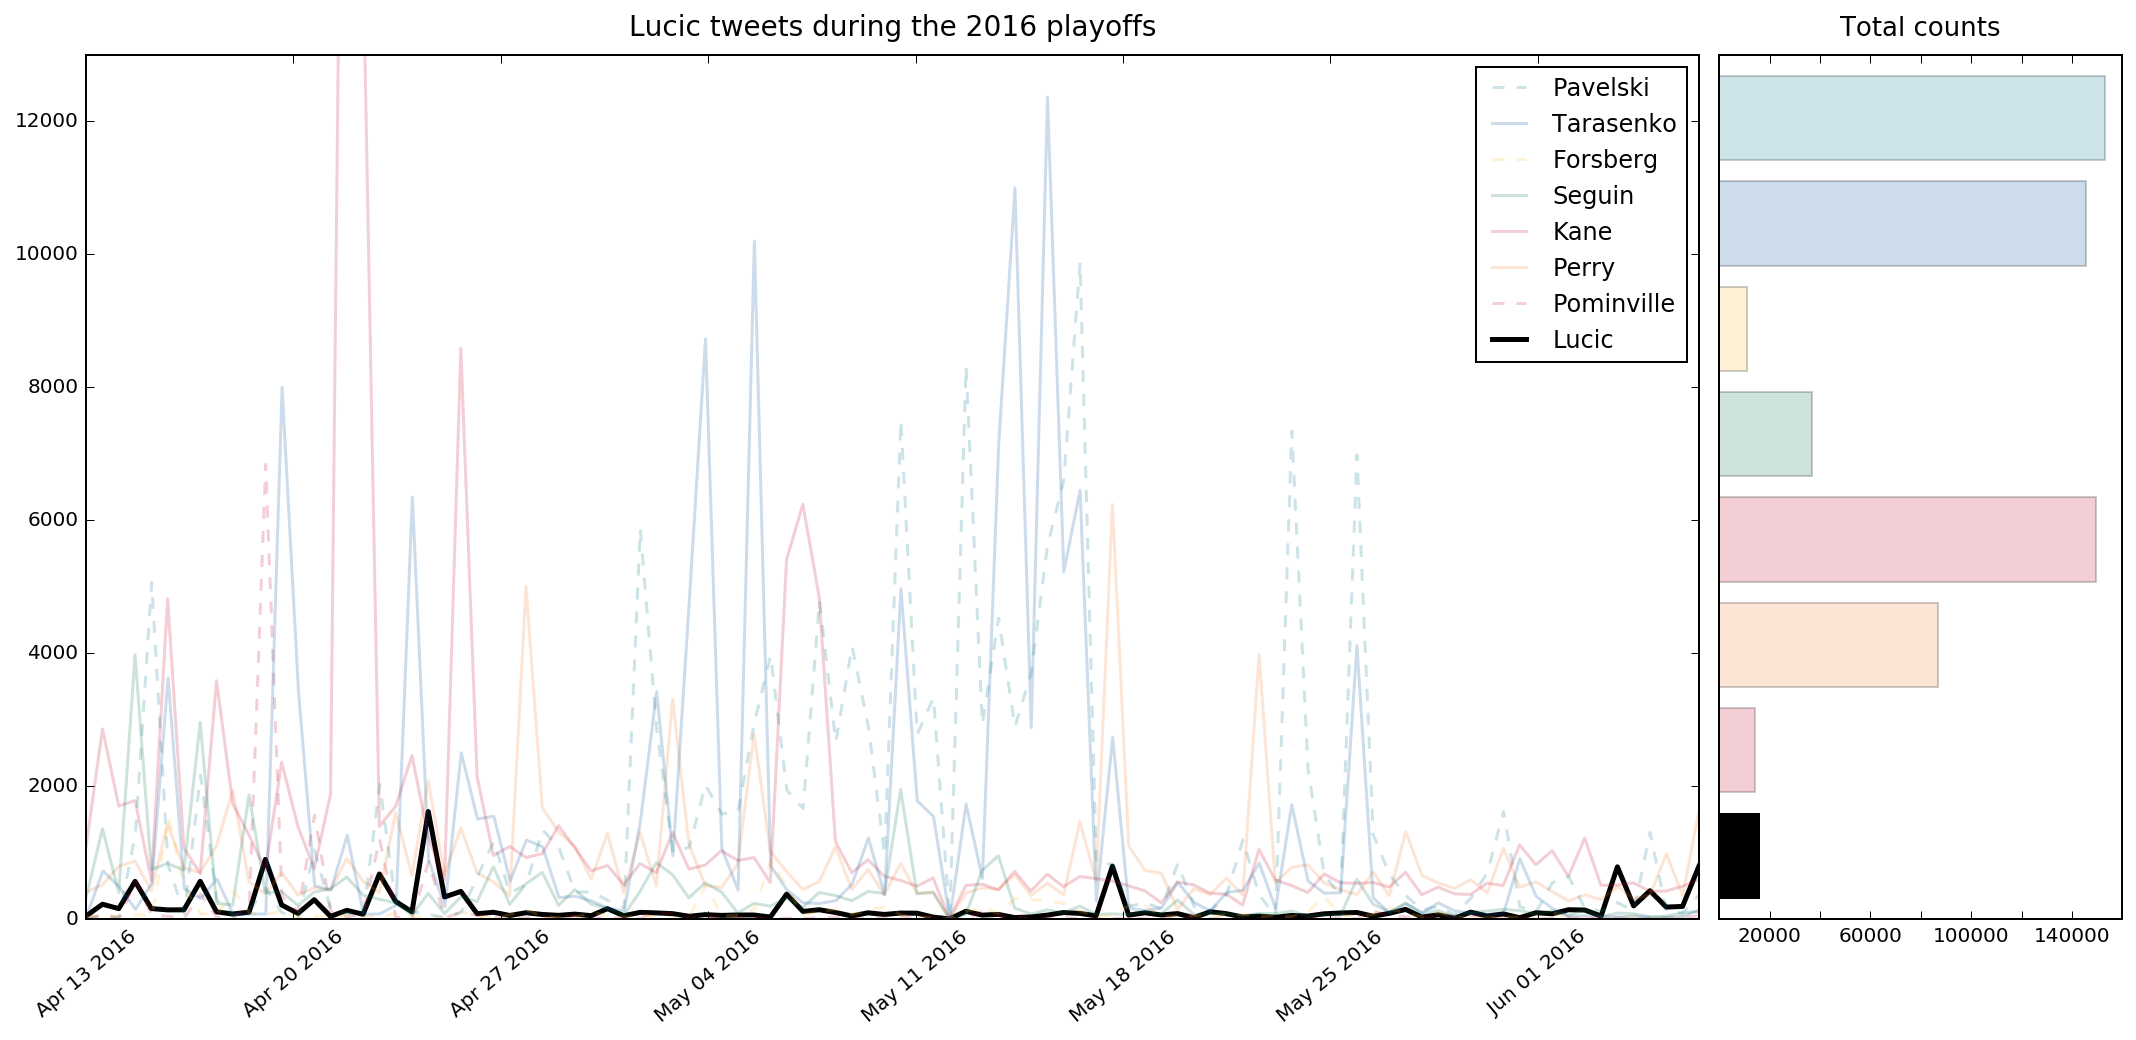 Lucic tweets during the 2016 playoffs
Total counts
12000
10000
8000
6000
4000
2000
0
Pavelski
Tarasenko
Forsberg
Seguin
Kane
Perry
Pominville
Lucic
Apr 13 2016
Apr 20 2016
Apr 27 2016
May 04 2016
May 11 2016
May 18 2016
May 25 2016
Jun 01 2016
20000
60000
100000
140000